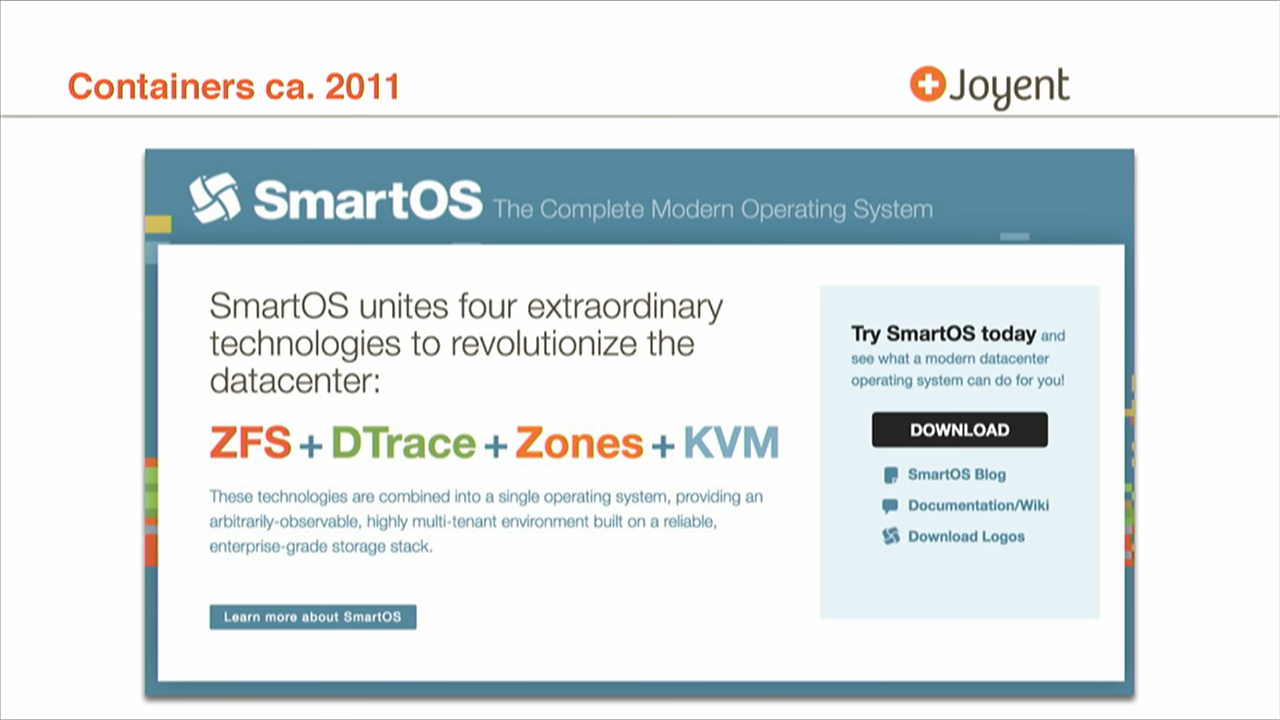 Containers ca. 2011
Joyent
SmartOS The Complete Modern Operating System
SmartOS unites four extraordinary
technologies to revolutionize the
datacenter:
ZFS + DTrace + Zones + KVM
These technologies are combined into a single operating system, providing an
arbitrarily-observable, highly multi-tenant environment built on a reliable,
enterprise-grade storage stack.
Learn more about SmartOS
Try SmartOS today and
see what a modern datacenter
operating system can do for you!
DOWNLOAD
SmartOS Blog
Documentation/Wiki
Download Logos